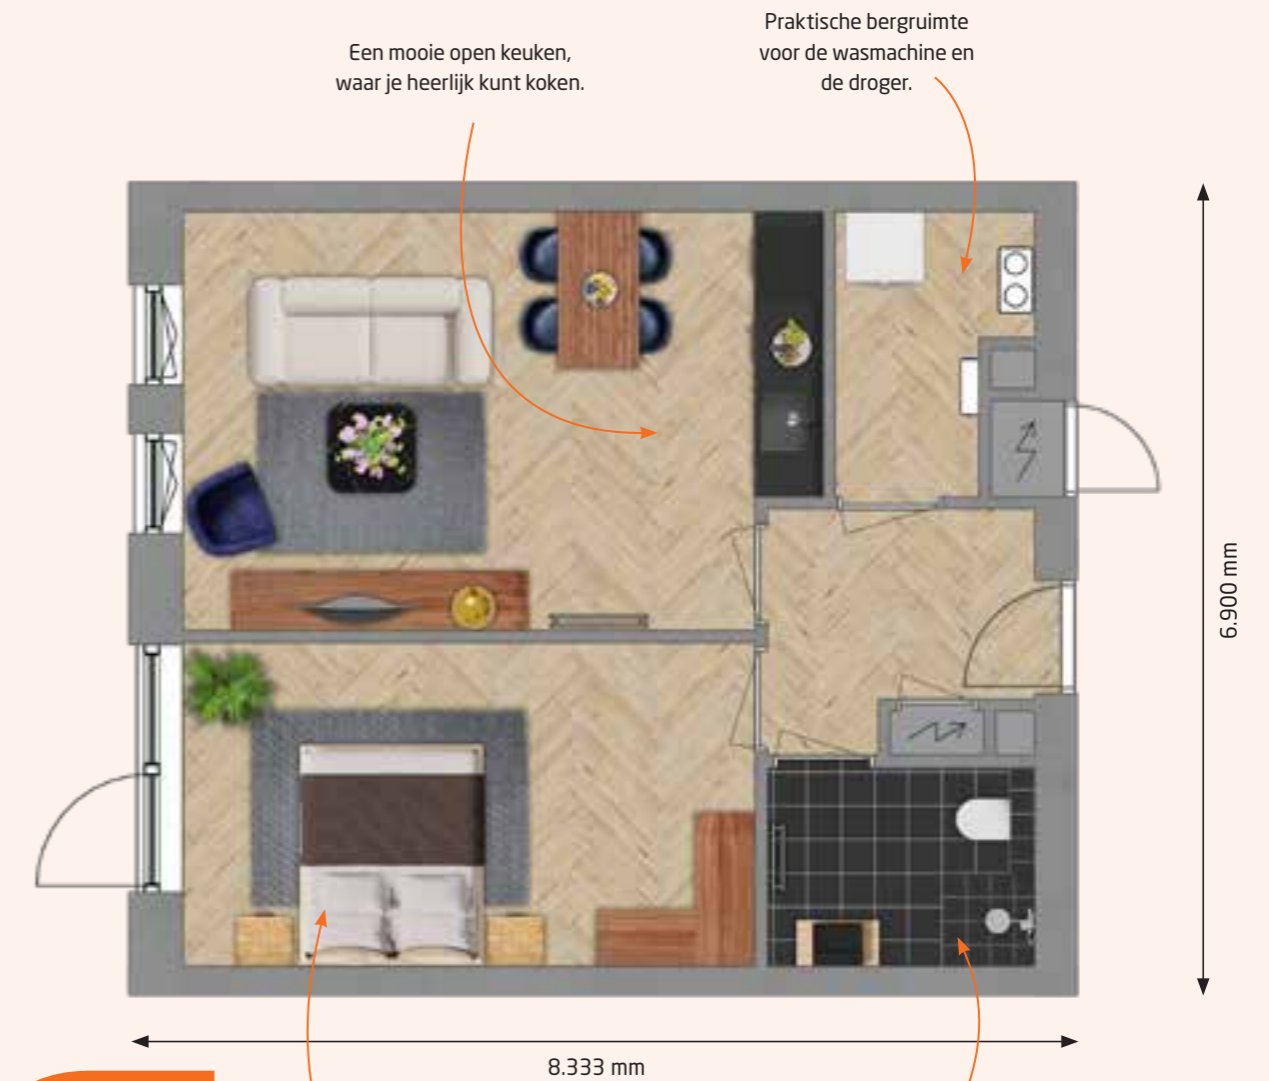 Praktische bergruimte
voor de wasmachine en
de droger.
Een mooie open keuken,
waar je heerlijk kunt koken.
6.900 mm
8.333 mm